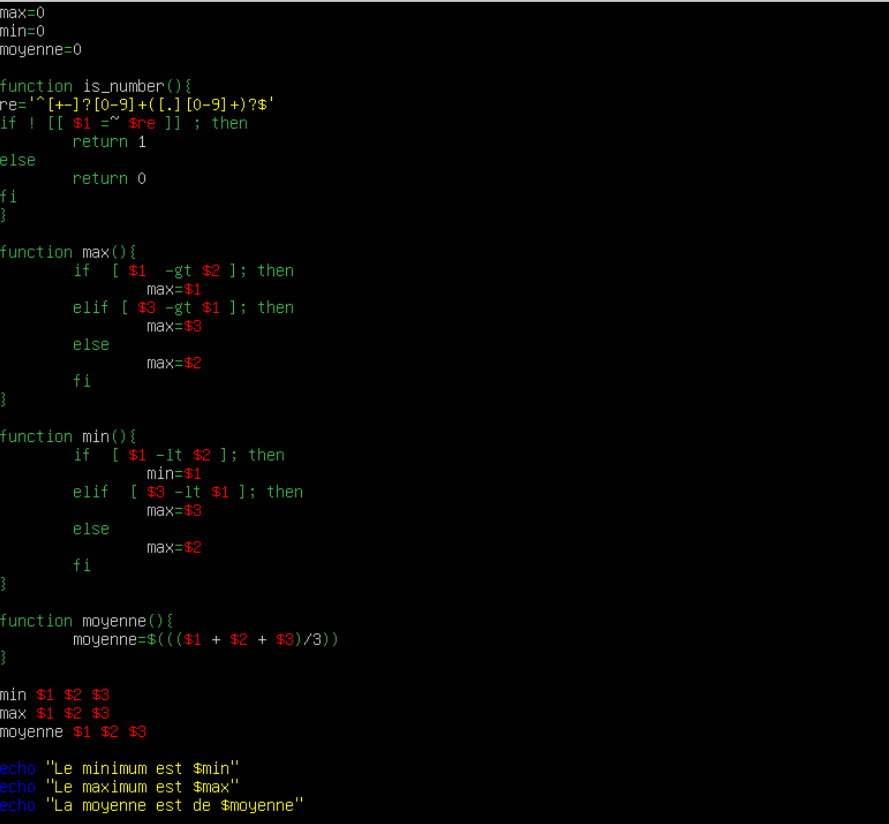 max=0
min=0
moyenne=0
function is_number(){
re='^[+-]?[0-9]+([.][0-9]+)?$'
if ! [[ $1 =~ $re ]] ; then
return 1
else
return 0
fi
}
function max(){
if  [ $1  -gt $2 ]; then
max=$1
elif [ $3 -gt $1 ]; then
max=$3
else
max=$2
fi
}
function min(){
if  [ $1 -lt $2 ]; then
min=$1
elif  [ $3 -lt $1 ]; then
max=$3
else
max=$2
fi
}
function moyenne(){
moyenne=$((($1 + $2 + $3)/3))
}
min $1 $2 $3
max $1 $2 $3
moyenne $1 $2 $3
echo "Le minimum est $min"
echo "Le maximum est $max"
echo "La moyenne est de $moyenne"